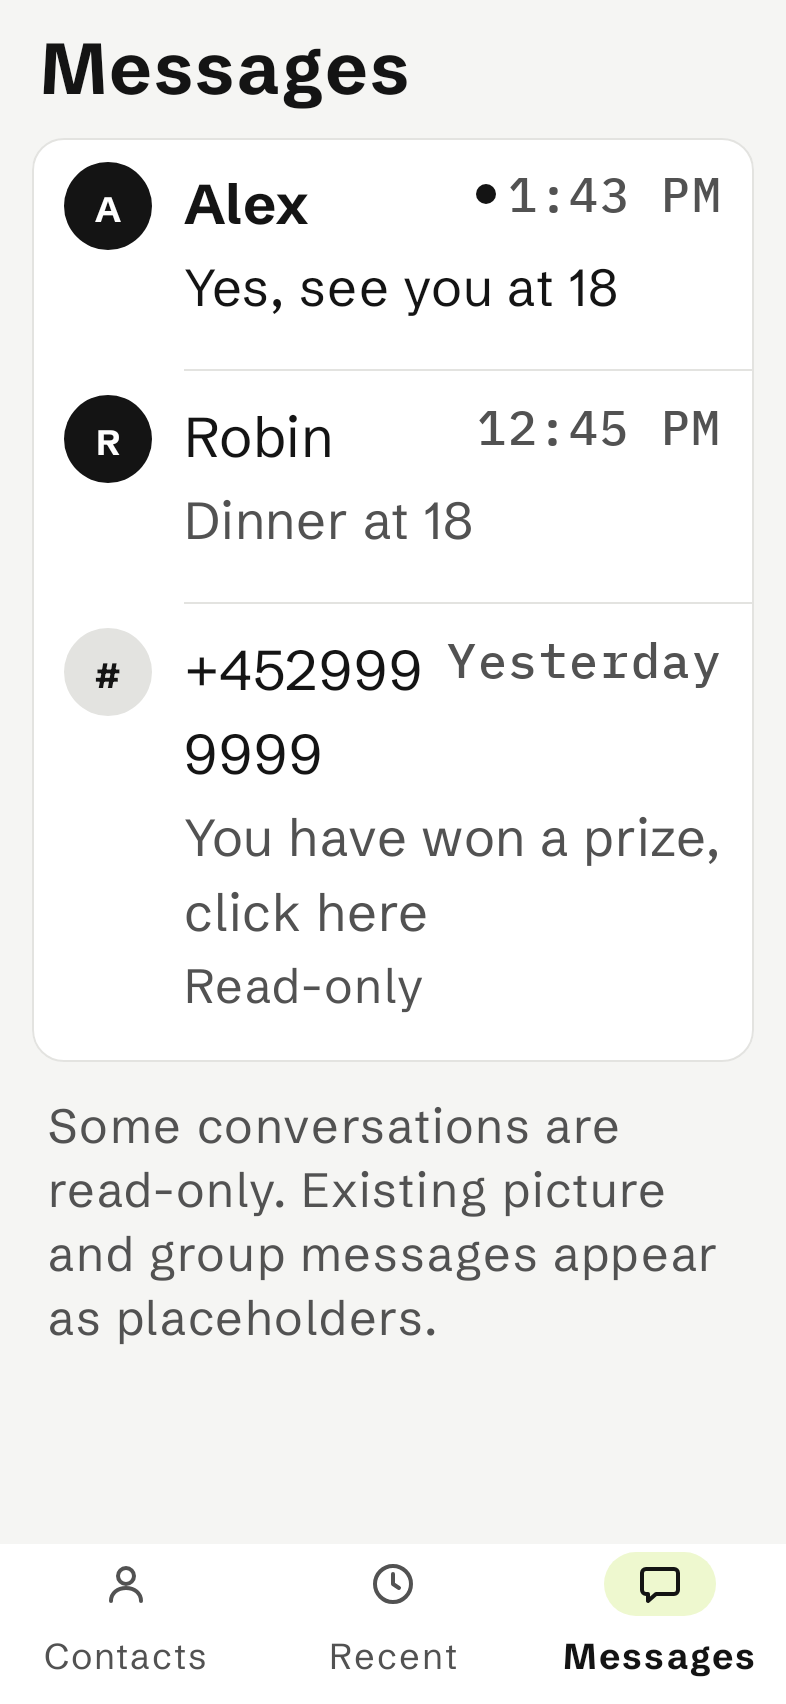 Messages
A
Alex
1:43 PM
Yes, see you at 18
R
Robin
12:45 PM
Dinner at 18
#
+452999
9999
Yesterday
You have won a prize,
click here
Read-only
Some conversations are
read-only. Existing picture
and group messages appear
as placeholders.
Contacts
Recent
Messages